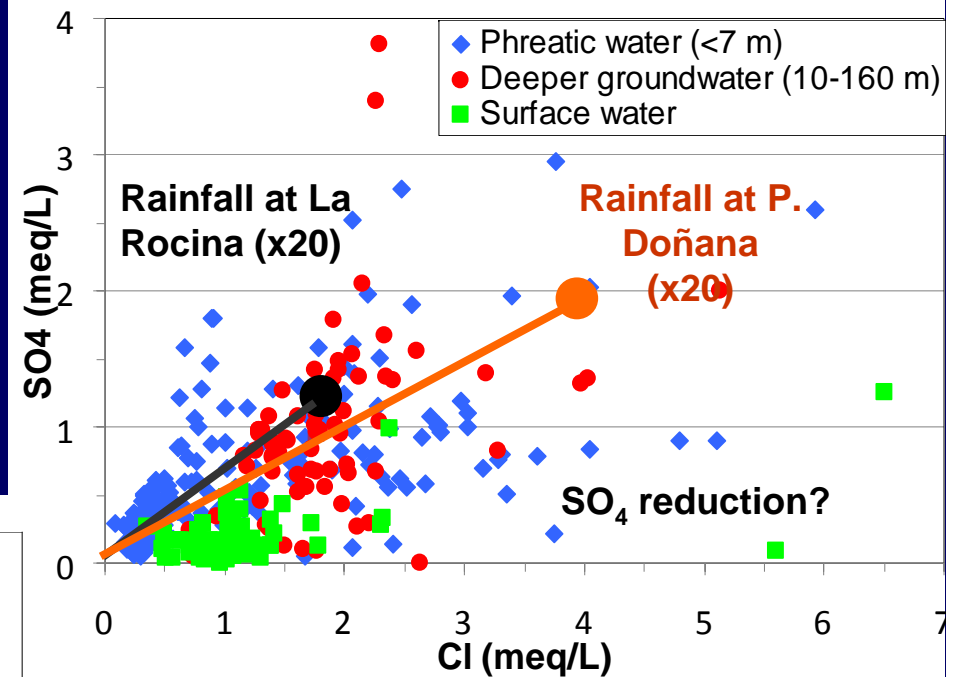 4
3
2
1
0
SO4 (meq/L)
Phreatic water (<7 m)
Deeper groundwater (10-160 m)
Surface water
Rainfall at La
Rocina (x20)
Rainfall at P.
Doñana
(x20)
SO4 reduction?
0 1 2 3 4 5 6 7
Cl (meq/L)